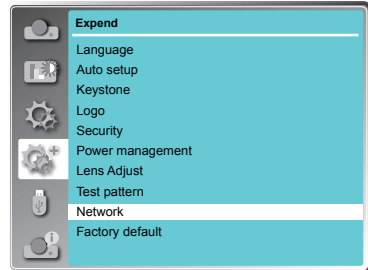 Expend
Language
Auto setup
Keystone
Logo
Security
Power management
Lens Adjust
Test pattern
Network
Factory default